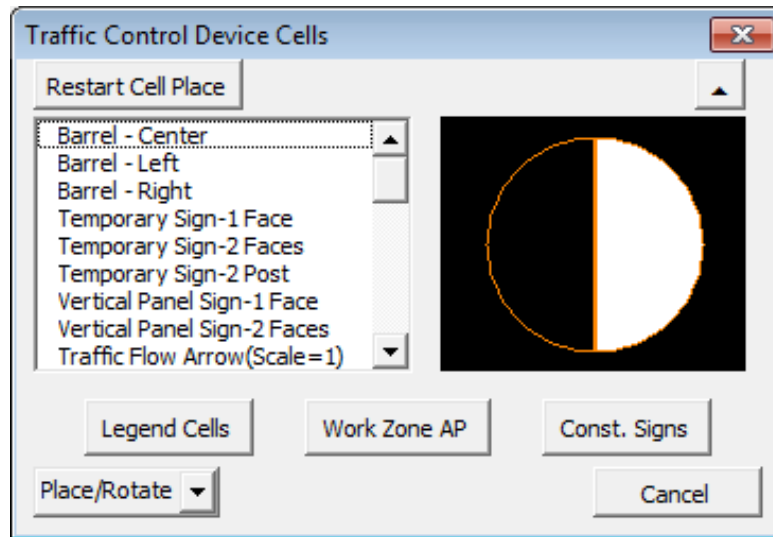 Traffic Control Device Cells
Restart Cell Place
Barrel - Center
Barrel - Left
Barrel - Right
Temporary Sign-1 Face
Temporary Sign-2 Faces
Temporary Sign-2 Post
Vertical Panel Sign-1 Face
Vertical Panel Sign-2 Faces
Traffic Flow Arrow(Scale=1)
Legend Cells
Work Zone AP
Const. Signs
Place/Rotate
Cancel